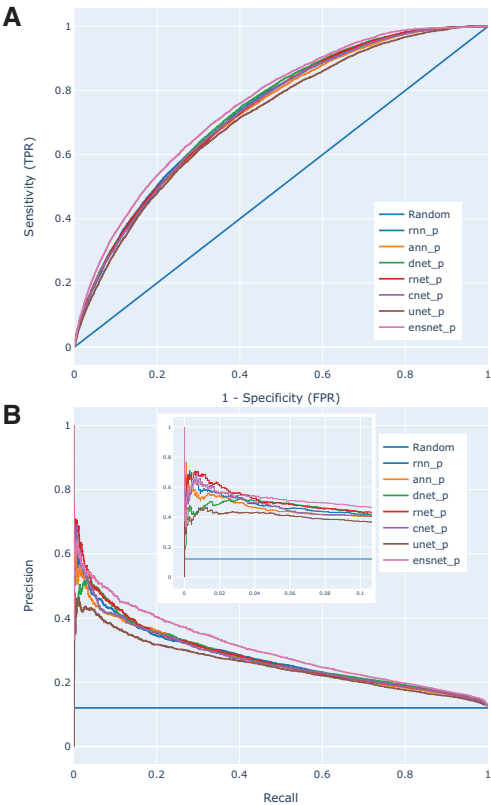 A
1
0.8
0.6
0.4
0.2
0
Sensitivity (TPR)
Random
rnn_p
ann_p
dnet_p
rnet_p
cnet_p
unet_p
ensnet_p
0 0.2 0.4 0.6 0.8 1
1 - Specificity (FPR)
B
1
0.8
0.6
0.4
0.2
0
Precision
1
0.8
0.6
0.4
0.2
0
0 0.02 0.04 0.06 0.08 0.1
Random
rnn_p
ann_p
dnet_p
rnet_p
cnet_p
unet_p
ensnet_p
0 0.2 0.4 0.6 0.8 1
Recall